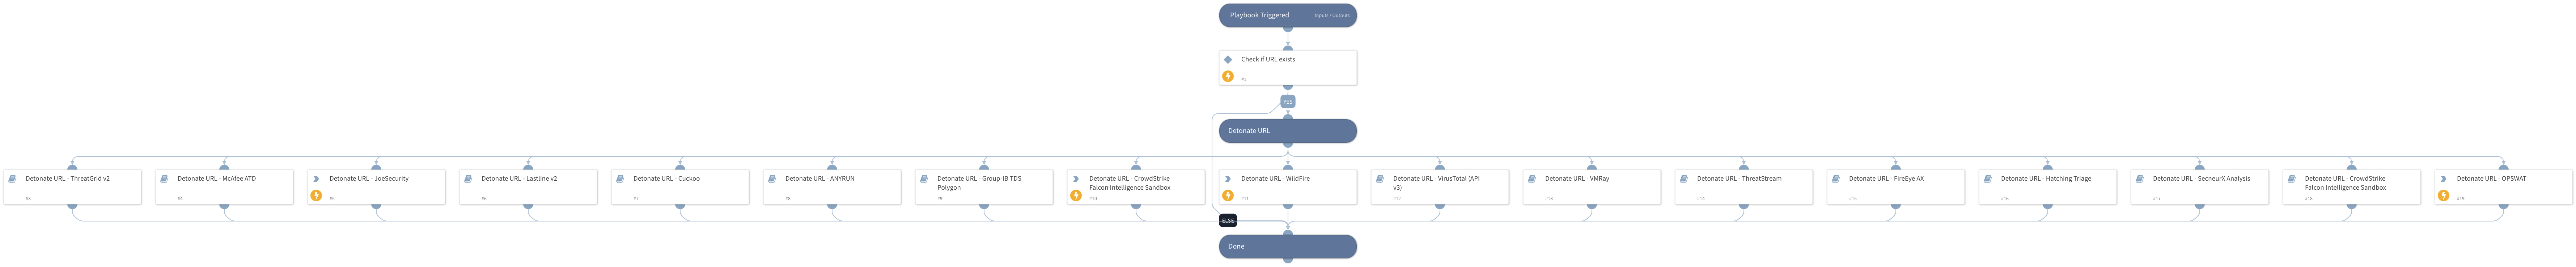 Playbook Triggered
Inputs / Outputs
Check if URL exists
#1
YES
Detonate URL
Detonate URL - ThreatGrid v2
#3
Detonate URL - McAfee ATD
#4
Detonate URL - JoeSecurity
#5
Detonate URL - Lastline v2
#6
Detonate URL - Cuckoo
#7
Detonate URL - ANYRUN
#8
Detonate URL - Group-IB TDS
Polygon
#9
Detonate URL - CrowdStrike
Falcon Intelligence Sandbox
#10
Detonate URL - WildFire
#11
Detonate URL - VirusTotal (API
v3)
#12
Detonate URL - VMRay
#13
Detonate URL - ThreatStream
#14
Detonate URL - FireEye AX
#15
Detonate URL - Hatching Triage
#16
Detonate URL - SecneurX Analysis
#17
Detonate URL - CrowdStrike
Falcon Intelligence Sandbox
#18
Detonate URL - OPSWAT
#19
ELSE
Done